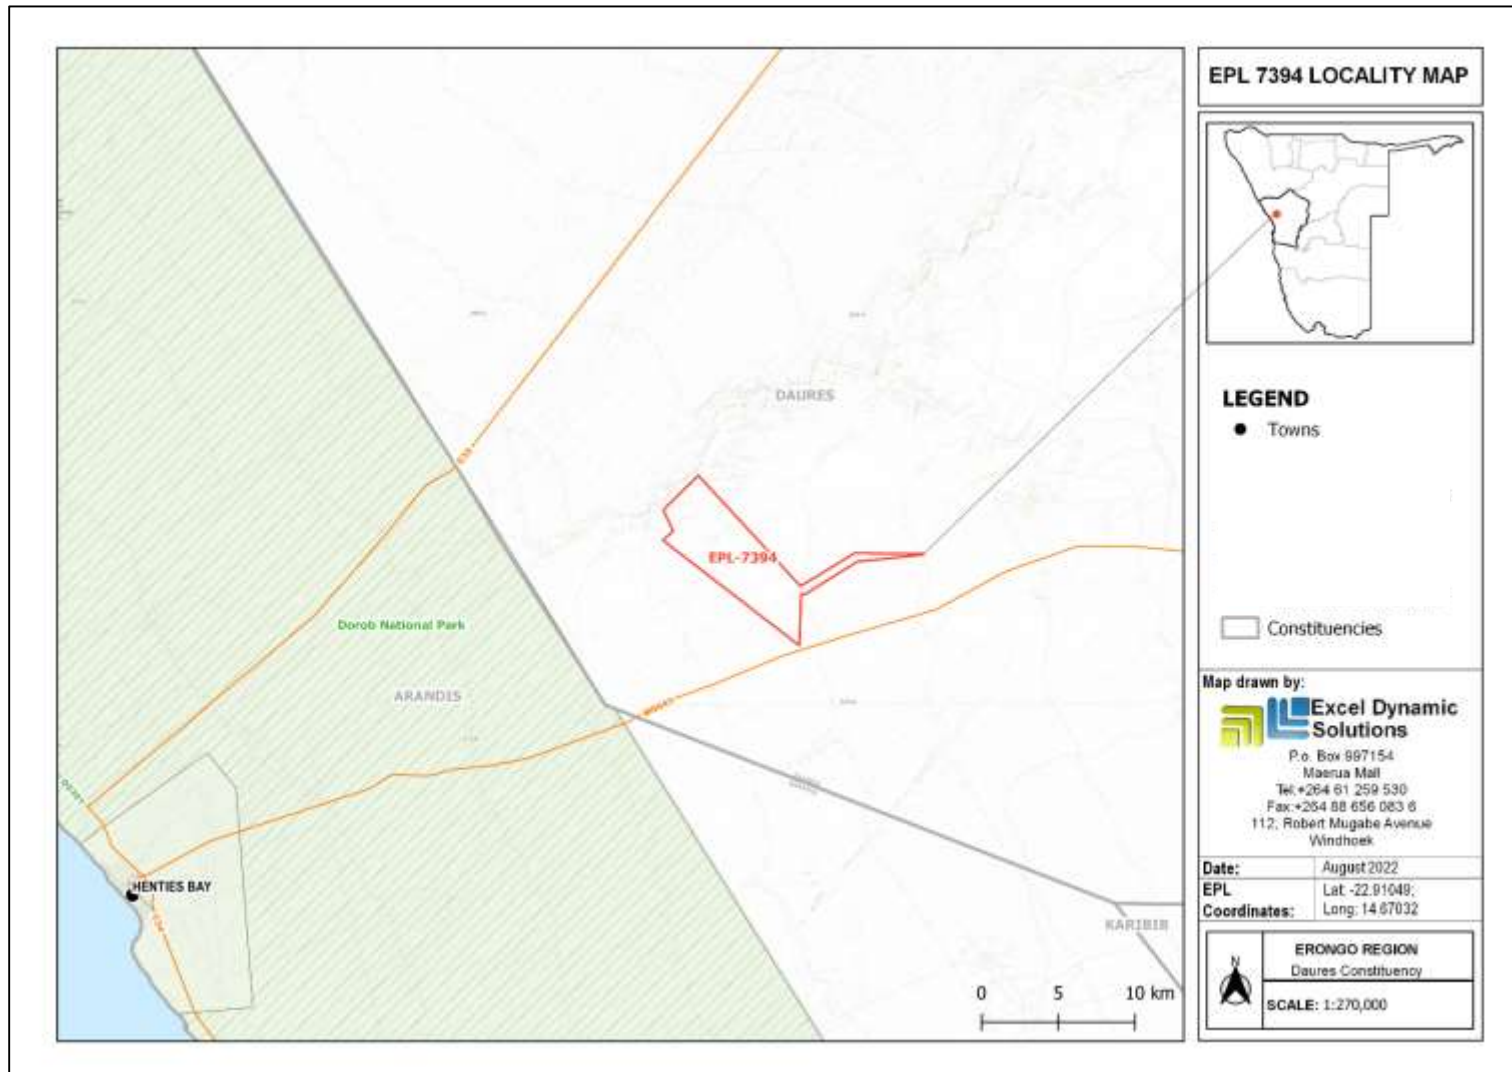 EPL 7394 LOCALITY MAP
C35
DAURES
EPL-7394
Dorob National Park
ARANDIS
HENTIES BAY
C34
KARIBIB
0 5 10 km
LEGEND
Towns
Constituencies
Map drawn by:
Excel Dynamic
Solutions
P.o. Box 997154
Maerua Mall
Tel:+264 61 259 530
Fax:+264 88 656 083 6
112, Robert Mugabe Avenue
Windhoek
Date: August 2022
EPL Lat: -22.91049;
Coordinates: Long: 14.67032
N
ERONGO REGION
Daures Constituency
SCALE: 1:270,000